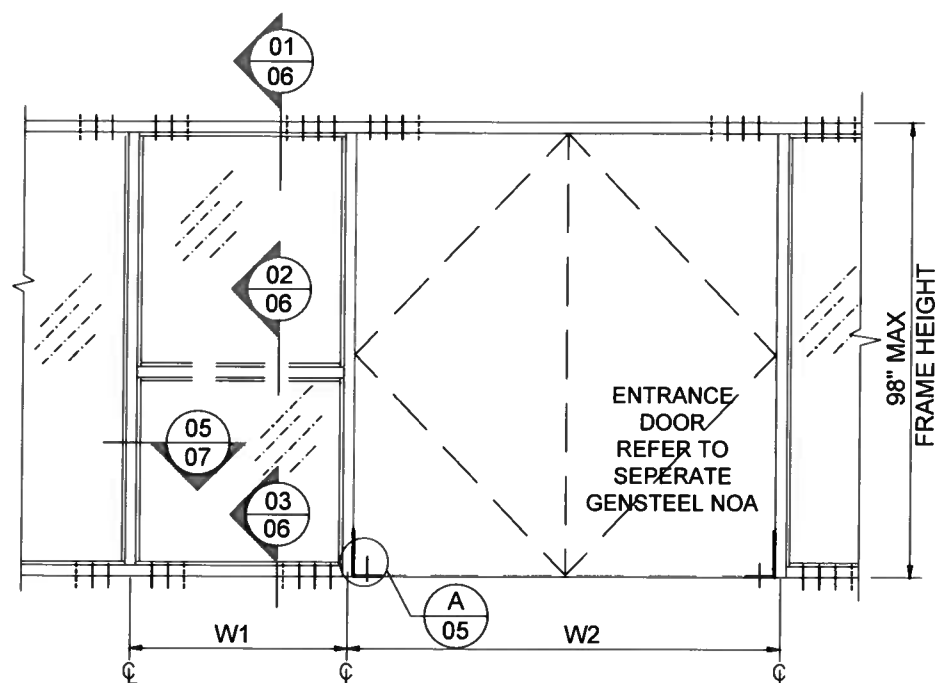 01
06
02
06
98" MAX
FRAME HEIGHT
ENTRANCE
DOOR
REFER TO
SEPERATE
GENSTEEL NOA
05
07
03
06
A
05
W1
W2
℄
℄
℄